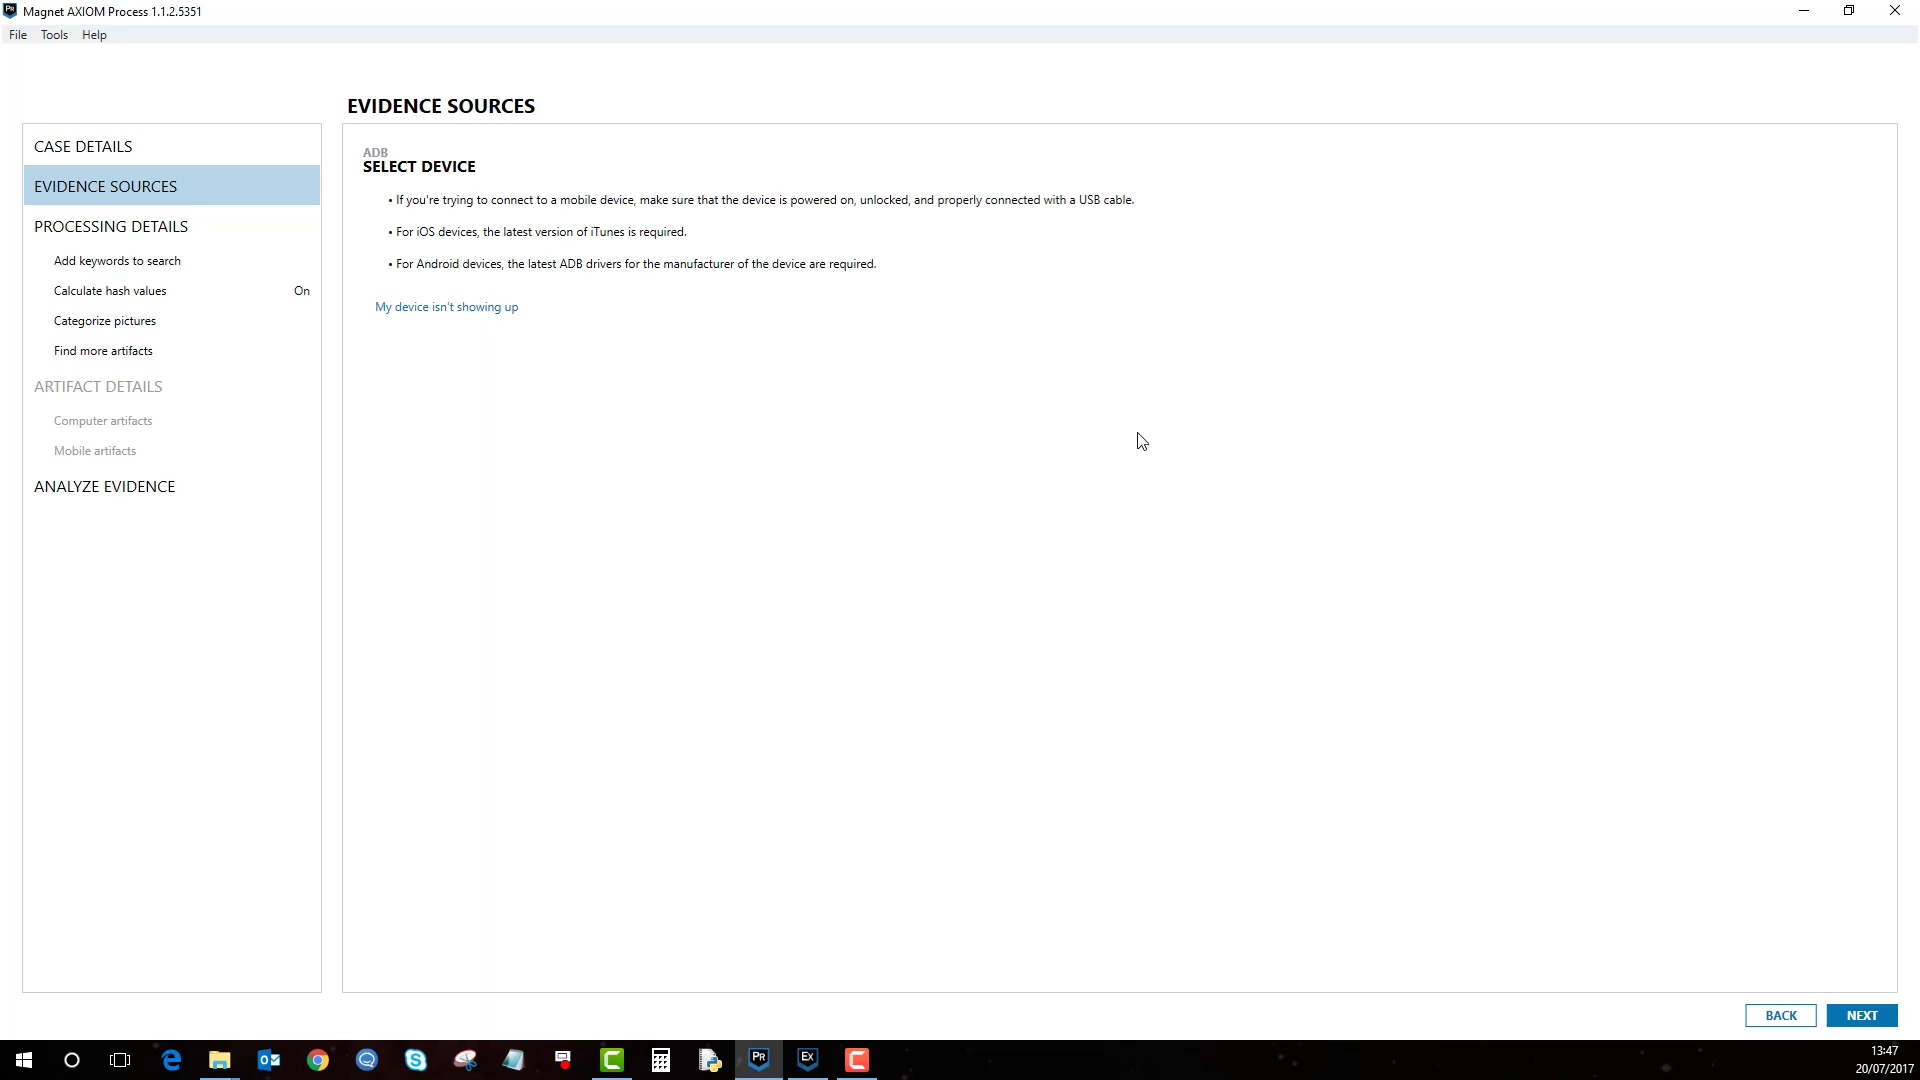 Magnet AXIOM Process 1.1.2.5351
File Tools Help
EVIDENCE SOURCES
CASE DETAILS
EVIDENCE SOURCES
PROCESSING DETAILS
Add keywords to search
Calculate hash values On
Categorize pictures
Find more artifacts
ARTIFACT DETAILS
Computer artifacts
Mobile artifacts
ANALYZE EVIDENCE
ADB
SELECT DEVICE
• If you're trying to connect to a mobile device, make sure that the device is powered on, unlocked, and properly connected with a USB cable.
• For iOS devices, the latest version of iTunes is required.
• For Android devices, the latest ADB drivers for the manufacturer of the device are required.
My device isn't showing up
BACK NEXT
PR EX
13:47
20/07/2017